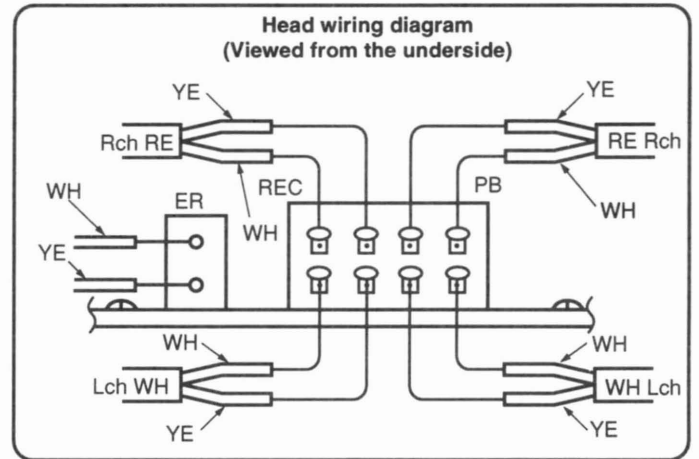 Head wiring diagram
(Viewed from the underside)
YE
YE
Rch RE
RE Rch
WH
ER
REC
PB
WH
WH
YE
WH
WH
Lch WH
WH Lch
YE
YE